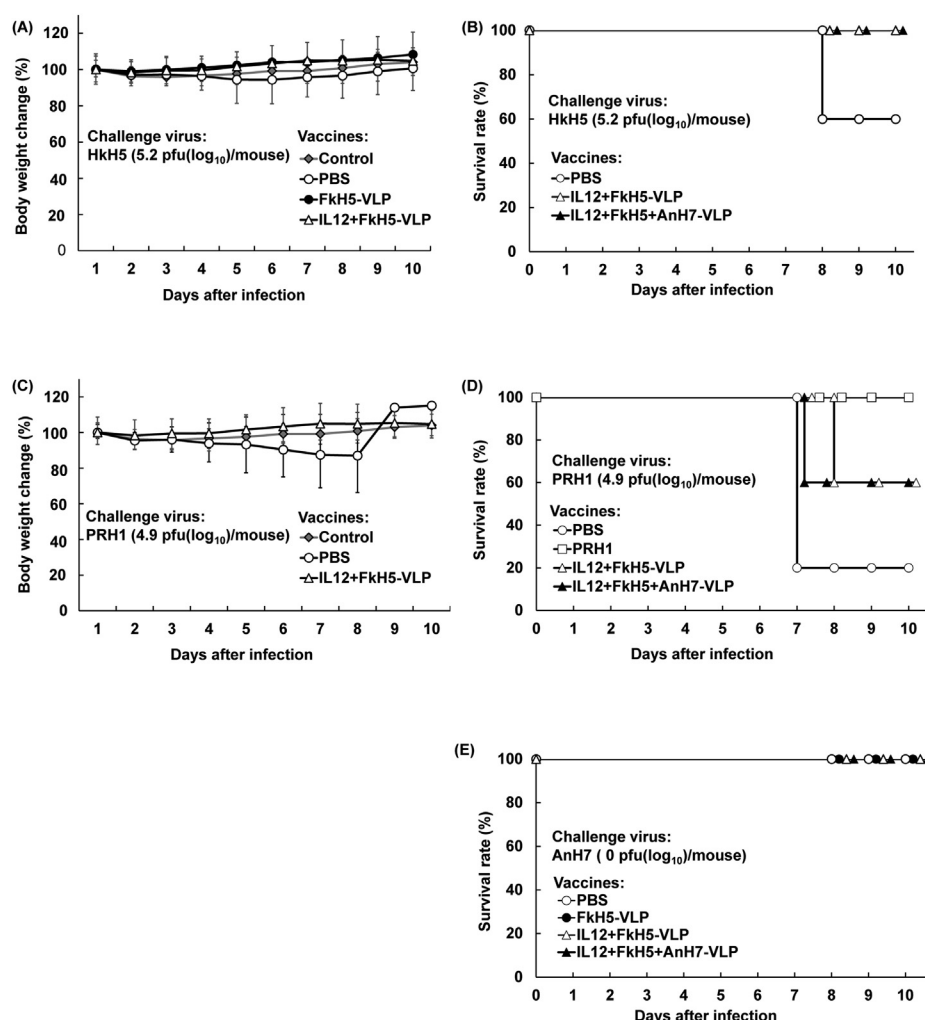 (A)
120
100
80
60
40
20
0
Body weight change (%)
Challenge virus:
HkH5 (5.2 pfu(log10)/mouse)
Vaccines:
Control
PBS
FkH5-VLP
IL12+FkH5-VLP
1 2 3 4 5 6 7 8 9 10
Days after infection
(B)
100
80
60
40
20
0
Survival rate (%)
Challenge virus:
HkH5 (5.2 pfu(log10)/mouse)
Vaccines:
PBS
IL12+FkH5-VLP
IL12+FkH5+AnH7-VLP
0 1 2 3 4 5 6 7 8 9 10
Days after infection
(C)
120
100
80
60
40
20
0
Body weight change (%)
Challenge virus:
PRH1 (4.9 pfu(log10)/mouse)
Vaccines:
Control
PBS
IL12+FkH5-VLP
1 2 3 4 5 6 7 8 9 10
Days after infection
(D)
100
80
60
40
20
0
Survival rate (%)
Challenge virus:
PRH1 (4.9 pfu(log10)/mouse)
Vaccines:
PBS
PRH1
IL12+FkH5-VLP
IL12+FkH5+AnH7-VLP
0 1 2 3 4 5 6 7 8 9 10
Days after infection
(E)
100
80
60
40
20
0
Survival rate (%)
Challenge virus:
AnH7 ( 0 pfu(log10)/mouse)
Vaccines:
PBS
FkH5-VLP
IL12+FkH5-VLP
IL12+FkH5+AnH7-VLP
0 1 2 3 4 5 6 7 8 9 10
Days after infection